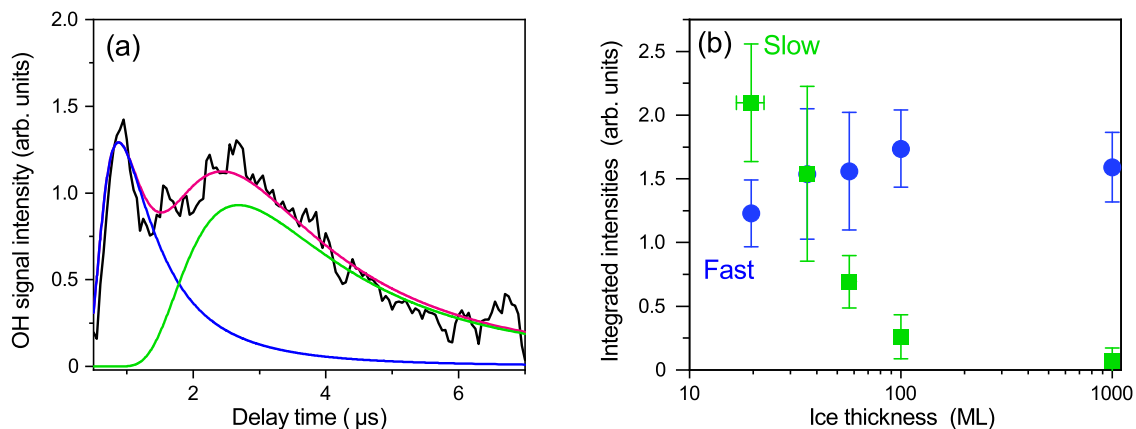 (a)
OH signal intensity (arb. units)
2.0
1.5
1.0
0.5
0
2
4
6
Delay time ( µs)
(b)
Slow
Fast
Integrated intensities (arb. units)
2.5
2.0
1.5
1.0
0.5
0
10
100
1000
Ice thickness (ML)